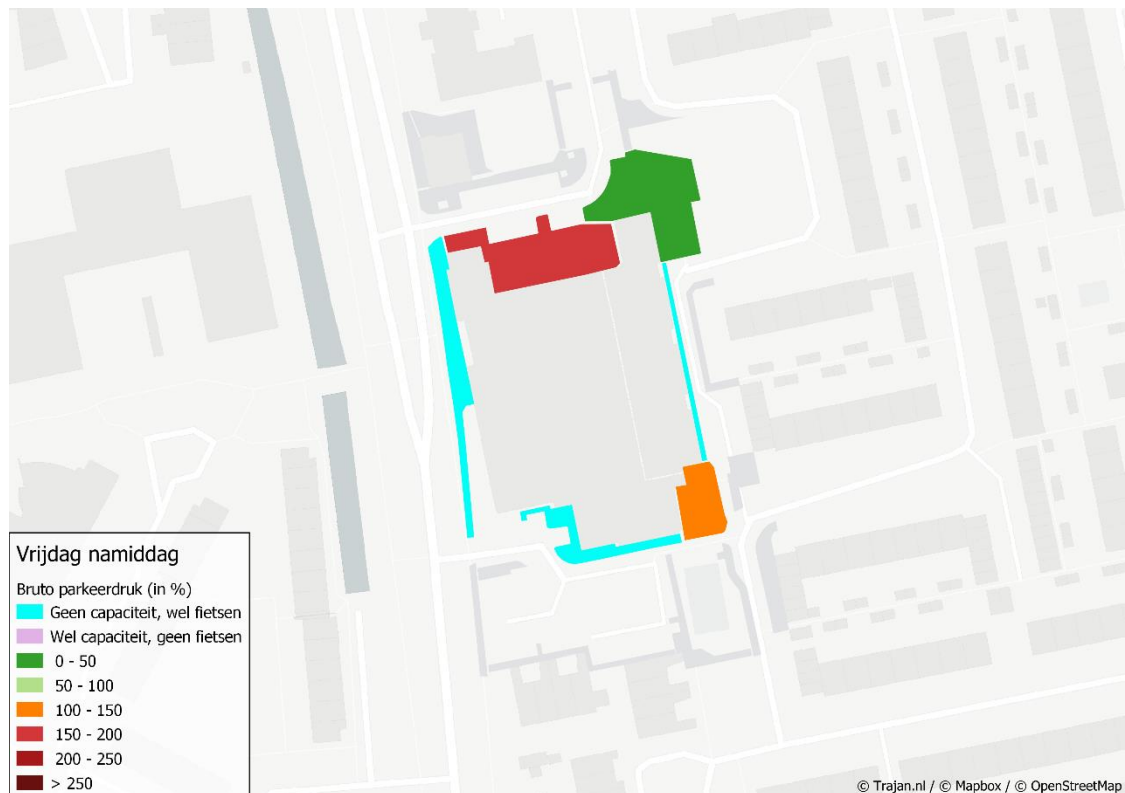 Vrijdag namiddag
Bruto parkeerdruk (in %)
Geen capaciteit, wel fietsen
Wel capaciteit, geen fietsen
0 - 50
50 - 100
100 - 150
150 - 200
200 - 250
> 250
© Trajan.nl / © Mapbox / © OpenStreetMap